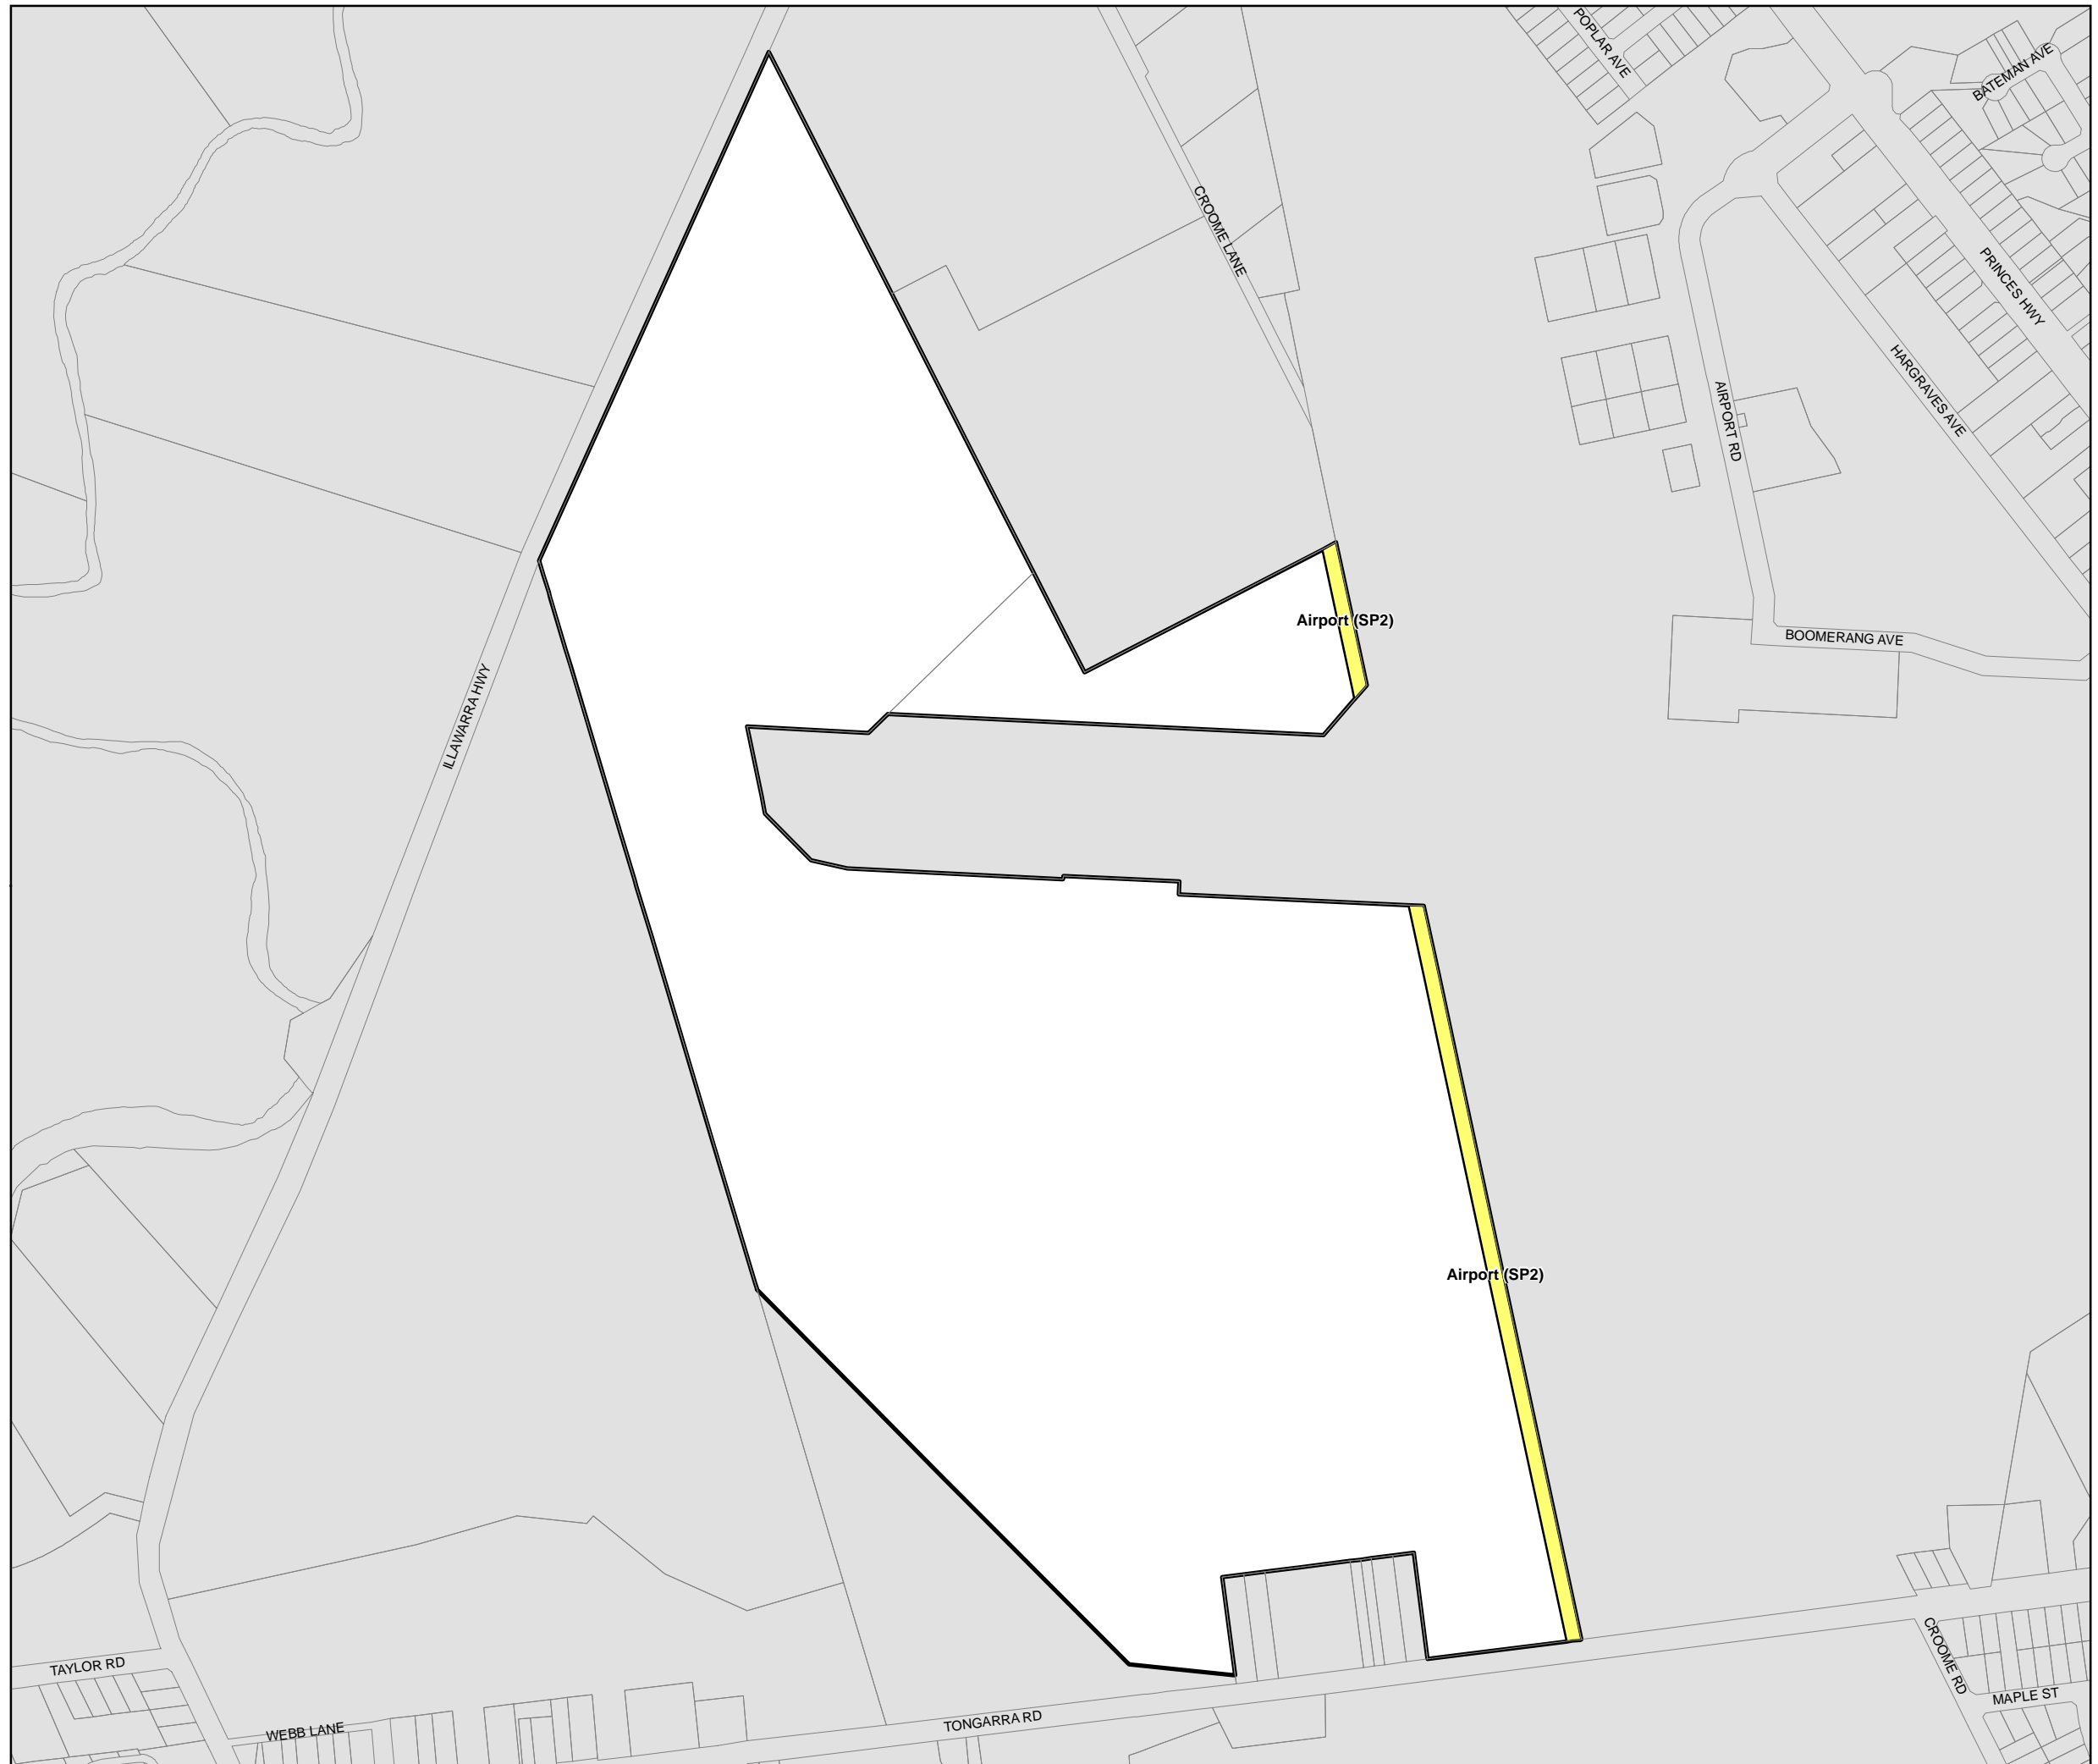 POPLAR AVE
BATEMAN AVE
CROOME LANE
PRINCES HWY
HARGRAVES AVE
AIRPORT RD
Airport (SP2)
BOOMERANG AVE
ILLAWARRA HWY
Airport (SP2)
CROOME RD
TAYLOR RD
MAPLE ST
WEBB LANE
TONGARRA RD